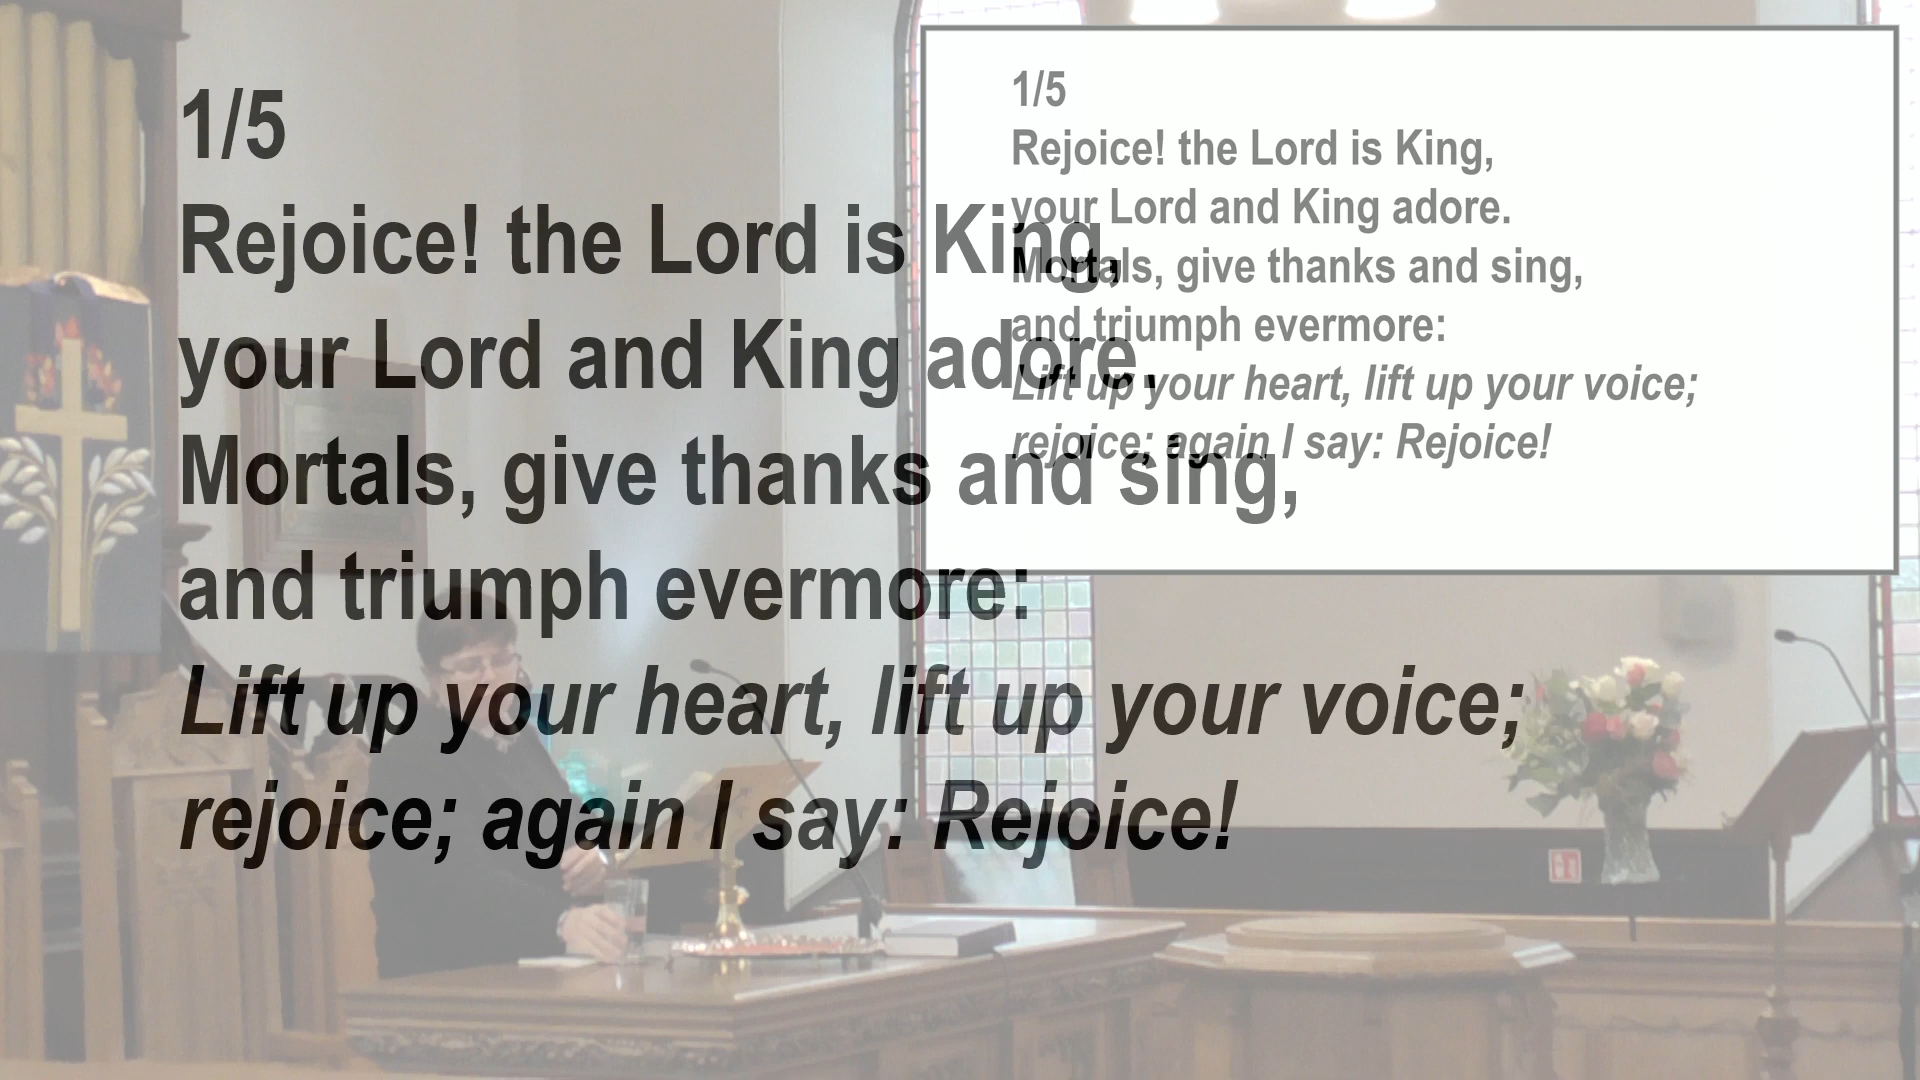 1/5
Rejoice! the Lord is King,
your Lord and King adore.
Mortals, give thanks and sing,
and triumph evermore:
Lift up your heart, lift up your voice;
rejoice; again I say: Rejoice!
1/5
Rejoice! the Lord is King,
your Lord and King adore.
Mortals, give thanks and sing,
and triumph evermore:
Lift up your heart, lift up your voice;
rejoice; again I say: Rejoice!